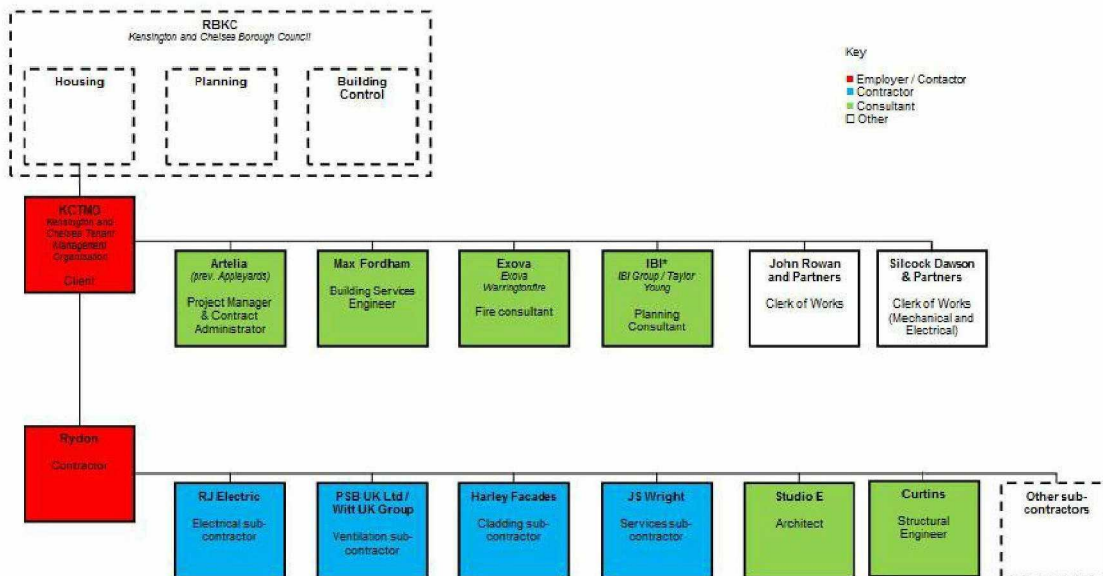 RBKC
Kensington and Chelsea Borough Council
Housing
Planning
Building
Control
Key
Employer / Contactor
Contractor
Consultant
Other
KCTMO
Kensington and
Chelsea Tenant
Management
Organisation
Client
Artelia
(prev. Appleyards)
Project Manager
& Contract
Administrator
Max Fordham
Building Services
Engineer
Exova
Exova
Warringtonfire
Fire consultant
IBI*
IBI Group / Taylor
Young
Planning
Consultant
John Rowan
and Partners
Clerk of Works
Silcock Dawson
& Partners
Clerk of Works
(Mechanical and
Electrical)
Rydon
Contractor
RJ Electric
Electrical sub-
contractor
PSB UK Ltd /
Witt UK Group
Ventilation sub-
contractor
Harley Facades
Cladding sub-
contractor
JS Wright
Services sub-
contractor
Studio E
Architect
Curtins
Structural
Engineer
Other sub-
contractors